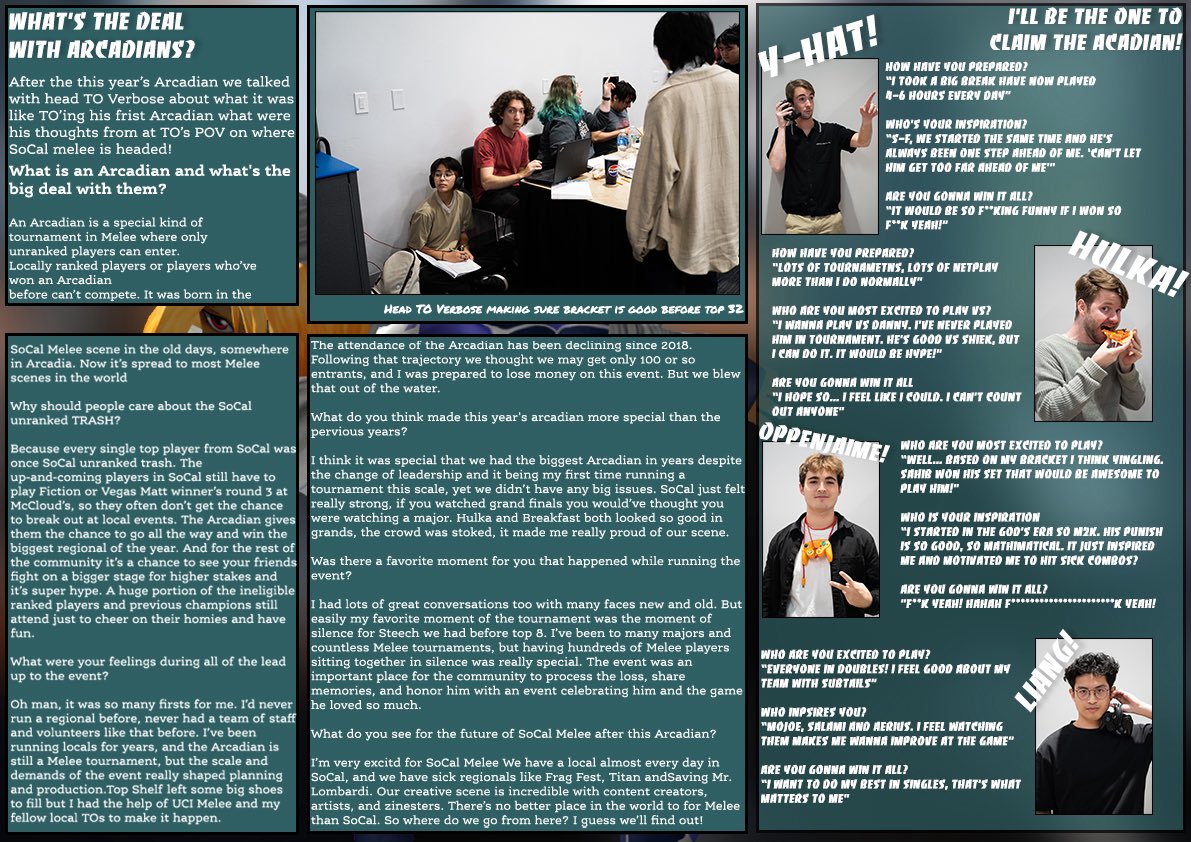 WHAT'S THE DEAL
WITH ARCADIANS?
After the this year's Arcadian we talked
with head TO Verbose about what it was
like TO'ing his frist Arcadian what were
his thoughts from at TO's POV on where
SoCal melee is headed!
What is an Arcadian and what's the
big deal with them?
An Arcadian is a special kind of
tournament in Melee where only
unranked players can enter.
Locally ranked players or players who've
won an Arcadian
before can't compete. It was born in the
SoCal Melee scene in the old days, somewhere
in Arcadia. Now it's spread to most Melee
scenes in the world
Why should people care about the SoCal
unranked TRASH?
Because every single top player from SoCal was
once SoCal unranked trash. The
up-and-coming players in SoCal still have to
play Fiction or Vegas Matt winner's round 3 at
McCloud's, so they often don't get the chance
to break out at local events. The Arcadian gives
them the chance to go all the way and win the
biggest regional of the year. And for the rest of
the community it's a chance to see your friends
fight on a bigger stage for higher stakes and
it's super hype. A huge portion of the ineligible
ranked players and previous champions still
attend just to cheer on their homies and have
fun.
What were your feelings during all of the lead
up to the event?
Oh man, it was so many firsts for me. I'd never
run a regional before, never had a team of staff
and volunteers like that before. I've been
running locals for years, and the Arcadian is
still a Melee tournament, but the scale and
demands of the event really shaped planning
and production.Top Shelf left some big shoes
to fill but I had the help of UCI Melee and my
fellow local TOs to make it happen.
HEAD TO VERBOSE MAKING SURE BRACKET IS GOOD BEFORE TOP 32
The attendance of the Arcadian has been declining since 2018.
Following that trajectory we thought we may get only 100 or so
entrants, and I was prepared to lose money on this event. But we blew
that out of the water.
What do you think made this year's arcadian more special than the
pervious years?
I think it was special that we had the biggest Arcadian in years despite
the change of leadership and it being my first time running a
tournament this scale, yet we didn't have any big issues. SoCal just felt
really strong, if you watched grand finals you would've thought you
were watching a major. Hulka and Breakfast both looked so good in
grands, the crowd was stoked, it made me really proud of our scene.
Was there a favorite moment for you that happened while running the
event?
I had lots of great conversations too with many faces new and old. But
easily my favorite moment of the tournament was the moment of
silence for Steech we had before top 8. I've been to many majors and
countless Melee tournaments, but having hundreds of Melee players
sitting together in silence was really special. The event was an
important place for the community to process the loss, share
memories, and honor him with an event celebrating him and the game
he loved so much.
What do you see for the future of SoCal Melee after this Arcadian?
I'm very excitd for SoCal Melee We have a local almost every day in
SoCal, and we have sick regionals like Frag Fest, Titan andSaving Mr.
Lombardi. Our creative scene is incredible with content creators,
artists, and zinesters. There's no better place in the world to for Melee
than SoCal. So where do we go from here? I guess we'll find out!
I'LL BE THE ONE TO
CLAIM THE ACADIAN!
Y-HAT!
HOW HAVE YOU PREPARED?
"I TOOK A BIG BREAK HAVE NOW PLAYED
4-6 HOURS EVERY DAY"
WHO'S YOUR INSPIRATION?
"S-F, WE STARTED THE SAME TIME AND HE'S
ALWAYS BEEN ONE STEP AHEAD OF ME. 'CAN'T LET
HIM GET TOO FAR AHEAD OF ME'"
ARE YOU GONNA WIN IT ALL?
"IT WOULD BE SO F**KING FUNNY IF I WON SO
F**K YEAH!"
HULKA!
HOW HAVE YOU PREPARED?
"LOTS OF TOURNAMETNS, LOTS OF NETPLAY
MORE THAN I DO NORMALLY"
WHO ARE YOU MOST EXCITED TO PLAY VS?
"I WANNA PLAY VS DANNY. I'VE NEVER PLAYED
HIM IN TOURNAMENT. HE'S GOOD VS SHIEK, BUT
I CAN DO IT. IT WOULD BE HYPE!"
ARE YOU GONNA WIN IT ALL
"I HOPE SO... I FEEL LIKE I COULD. I CAN'T COUNT
OUT ANYONE"
OPPENJAIME!
WHO ARE YOU MOST EXCITED TO PLAY?
"WELL... BASED ON MY BRACKET I THINK YINGLING.
SAHIB WON HIS SET THAT WOULD BE AWESOME TO
PLAY HIM!"
WHO IS YOUR INSPIRATION
"I STARTED IN THE GOD'S ERA SO M2K. HIS PUNISH
IS SO GOOD, SO MATHIMATICAL. IT JUST INSPIRED
ME AND MOTIVATED ME TO HIT SICK COMBOS?
ARE YOU GONNA WIN IT ALL?
"F**K YEAH! HAHAH F***********************K YEAH!
LIANG!
WHO ARE YOU EXCITED TO PLAY?
"EVERYONE IN DOUBLES! I FEEL GOOD ABOUT MY
TEAM WITH SUBTAILS"
WHO INPSIRES YOU?
"MOJOE, SALAMI AND AERIUS. I FEEL WATCHING
THEM MAKES ME WANNA IMPROVE AT THE GAME"
ARE YOU GONNA WIN IT ALL?
"I WANT TO DO MY BEST IN SINGLES, THAT'S WHAT
MATTERS TO ME"